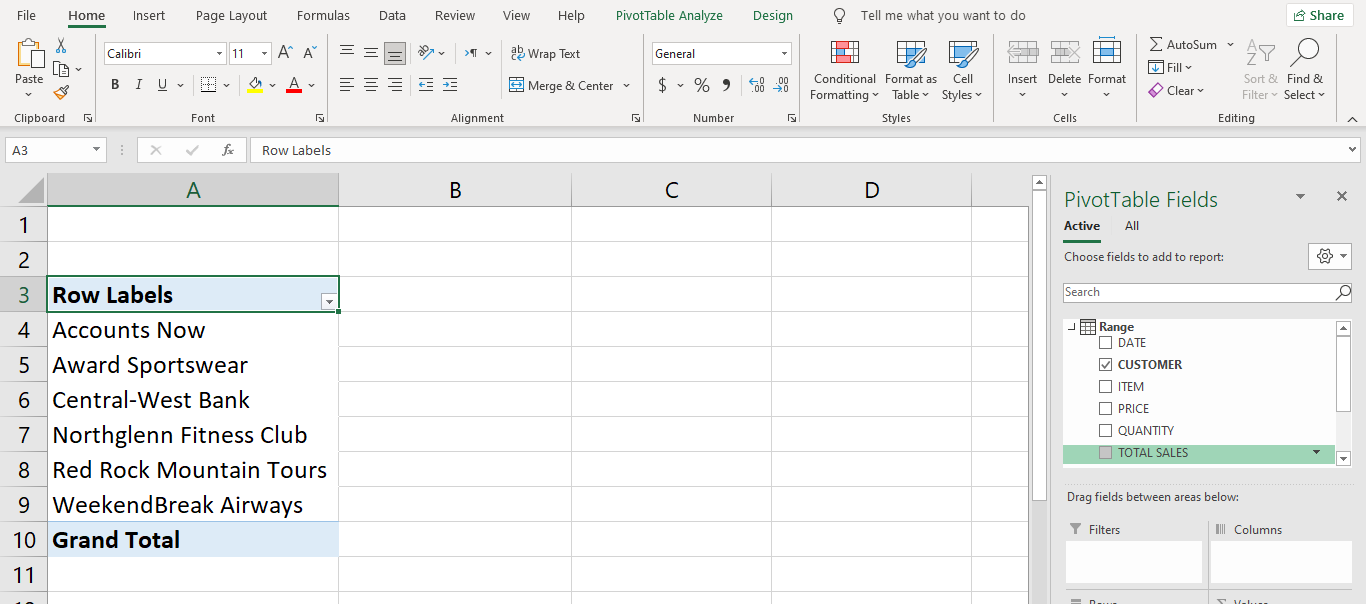 File Home Insert Page Layout Formulas Data Review View Help PivotTable Analyze Design Tell me what you want to do Share
Calibri 11 A A General AutoSum
Paste B I U A ab Wrap Text Merge & Center $ % 9 Conditional Formatting Format as Table Cell Styles Insert Delete Format Fill Clear Sort & Filter Find & Select
Clipboard Font Alignment Number Styles Cells Editing
A3 fx Row Labels
A B C D
1
2
3 Row Labels
4 Accounts Now
5 Award Sportswear
6 Central-West Bank
7 Northglenn Fitness Club
8 Red Rock Mountain Tours
9 WeekendBreak Airways
10 Grand Total
11
PivotTable Fields
Active All
Choose fields to add to report:
Search
Range
DATE
CUSTOMER
ITEM
PRICE
QUANTITY
TOTAL SALES
Drag fields between areas below:
Filters Columns
Rows Values